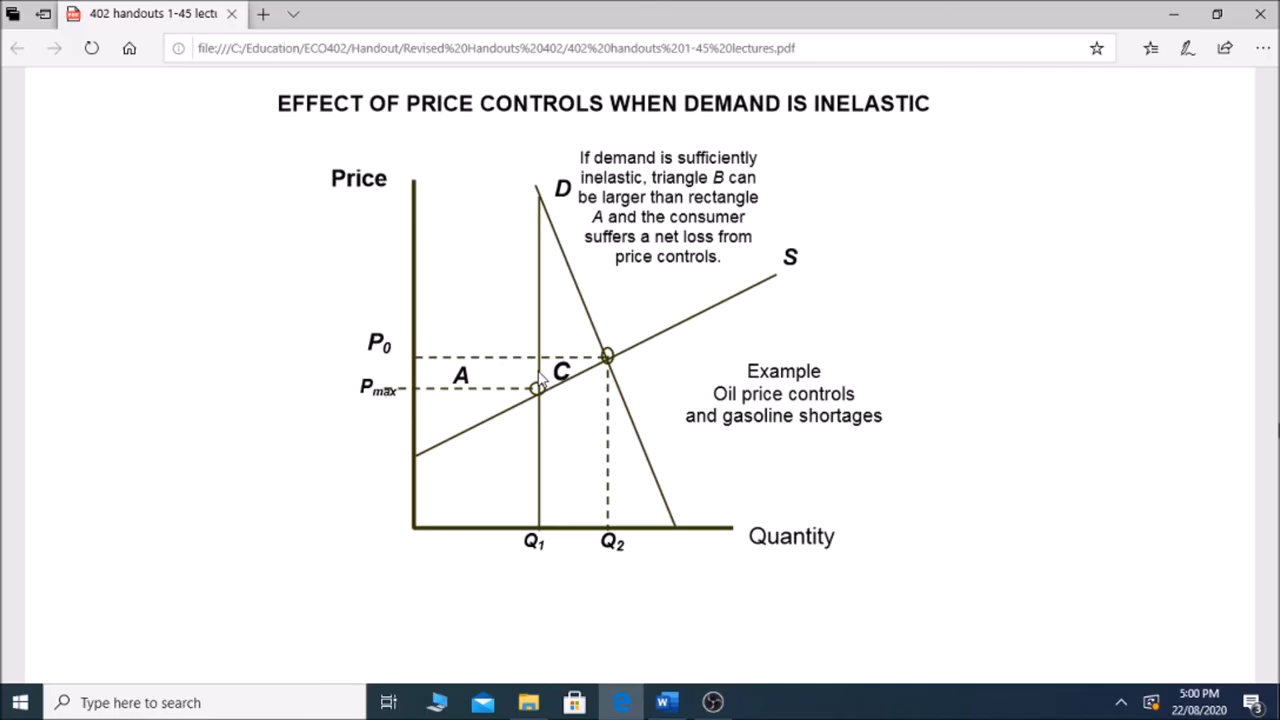 402 handouts 1-45 lectu
file:///C:/Education/ECO402/Handout/Revised%20Handouts%20402/402%20handouts%201-45%20lectures.pdf
EFFECT OF PRICE CONTROLS WHEN DEMAND IS INELASTIC
If demand is sufficiently
inelastic, triangle B can
be larger than rectangle
A and the consumer
suffers a net loss from
price controls.
Price
D
S
P0
A
C
Pmax
Example
Oil price controls
and gasoline shortages
Q1
Q2
Quantity
Type here to search
5:00 PM
22/08/2020
3